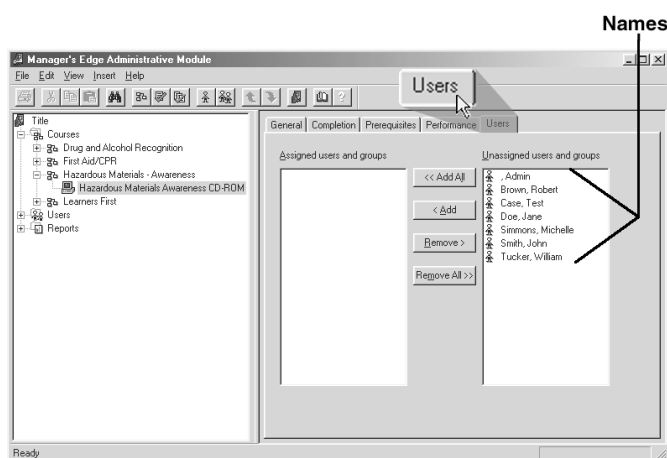 Names
Manager's Edge Administrative Module
File Edit View Insert Help
Users
Title
Courses
Drug and Alcohol Recognition
First Aid/CPR
Hazardous Materials - Awareness
Hazardous Materials Awareness CD-ROM
Learners First
Users
Reports
General Completion Prerequisites Performance Users
Assigned users and groups
<< Add All
< Add
Remove >
Remove All >>
Unassigned users and groups
, Admin
Brown, Robert
Case, Test
Doe, Jane
Simmons, Michelle
Smith, John
Tucker, William
Ready